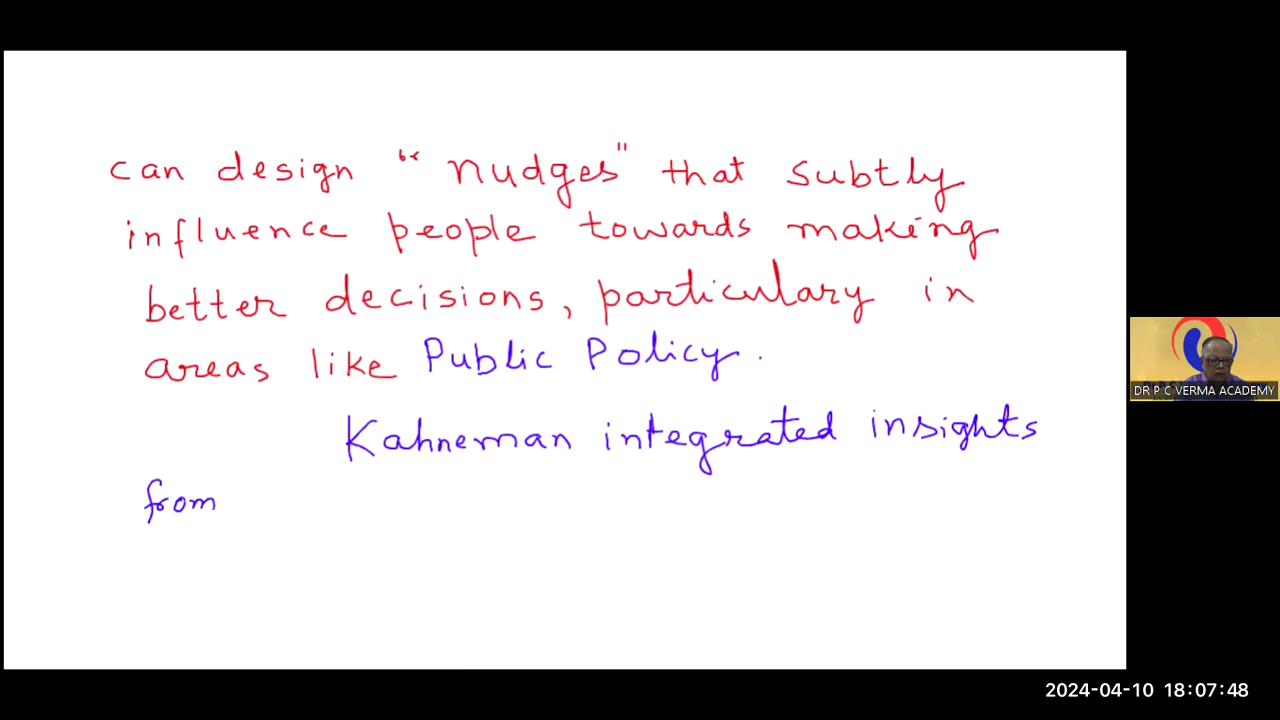 can design “nudges" that subtly
influence people towards making
better decisions, particulary in
areas like Public Policy.
Kahneman integrated insights
from
DR P C VERMA ACADEMY
2024-04-10 18:07:48